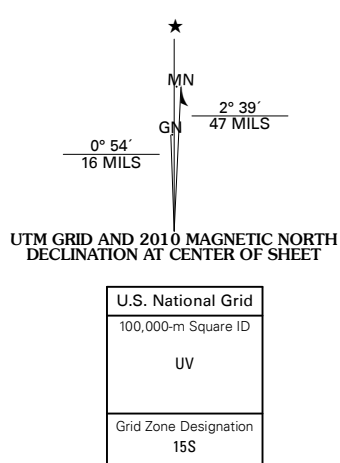 ★
MN
GN
2° 39´
47 MILS
0° 54´
16 MILS
UTM GRID AND 2010 MAGNETIC NORTH
DECLINATION AT CENTER OF SHEET
U.S. National Grid
100,000-m Square ID
UV
Grid Zone Designation
15S